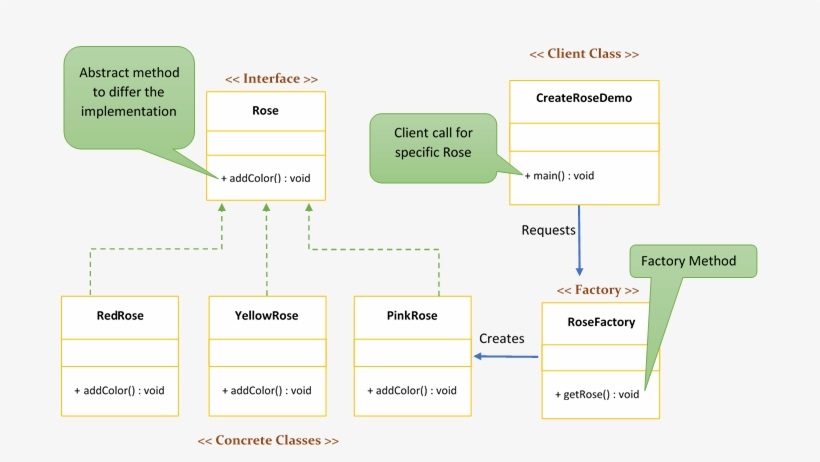 << Client Class >>
Abstract method
to differ the
implementation
<< Interface >>
Rose
+ addColor() : void
Client call for
specific Rose
CreateRoseDemo
+ main() : void
Requests
Factory Method
<< Factory >>
RedRose
+ addColor() : void
YellowRose
+ addColor() : void
PinkRose
+ addColor() : void
Creates
RoseFactory
+ getRose() : void
<< Concrete Classes >>